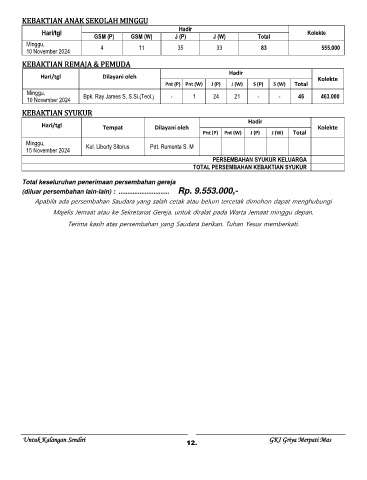 KEBAKTIAN ANAK SEKOLAH MINGGU
Hari/tgl Hadir Kolekte
GSM (P) GSM (W) J (P) J (W) Total
Minggu, 10 November 2024 4 11 35 33 83 555.000
KEBAKTIAN REMAJA & PEMUDA
Hari/tgl Dilayani oleh Hadir Kolekte
Pnt (P) Pnt (W) J (P) J (W) S (P) S (W) Total
Minggu, 10 November 2024 Bpk. Ray James S, S.Si.(Teol.) - 1 24 21 - - 46 463.000
KEBAKTIAN SYUKUR
Hari/tgl Tempat Dilayani oleh Hadir Kolekte
Pnt (P) Pnt (W) J (P) J (W) Total
Minggu, 15 November 2024 Kel. Liborty Sitorus Pdt. Rumenta S. M
PERSEMBAHAN SYUKUR KELUARGA
TOTAL PERSEMBAHAN KEBAKTIAN SYUKUR
Total keseluruhan penerimaan persembahan gereja
(diluar persembahan lain-lain) : ........................... Rp. 9.553.000,-
Apabila ada persembahan Saudara yang salah cetak atau belum tercetak dimohon dapat menghubungi
Majelis Jemaat atau ke Sekretariat Gereja, untuk diralat pada Warta Jemaat minggu depan.
Terima kasih atas persembahan yang Saudara berikan. Tuhan Yesus memberkati.
Untuk Kalangan Sendiri 12. GKJ Griya Merpati Mas